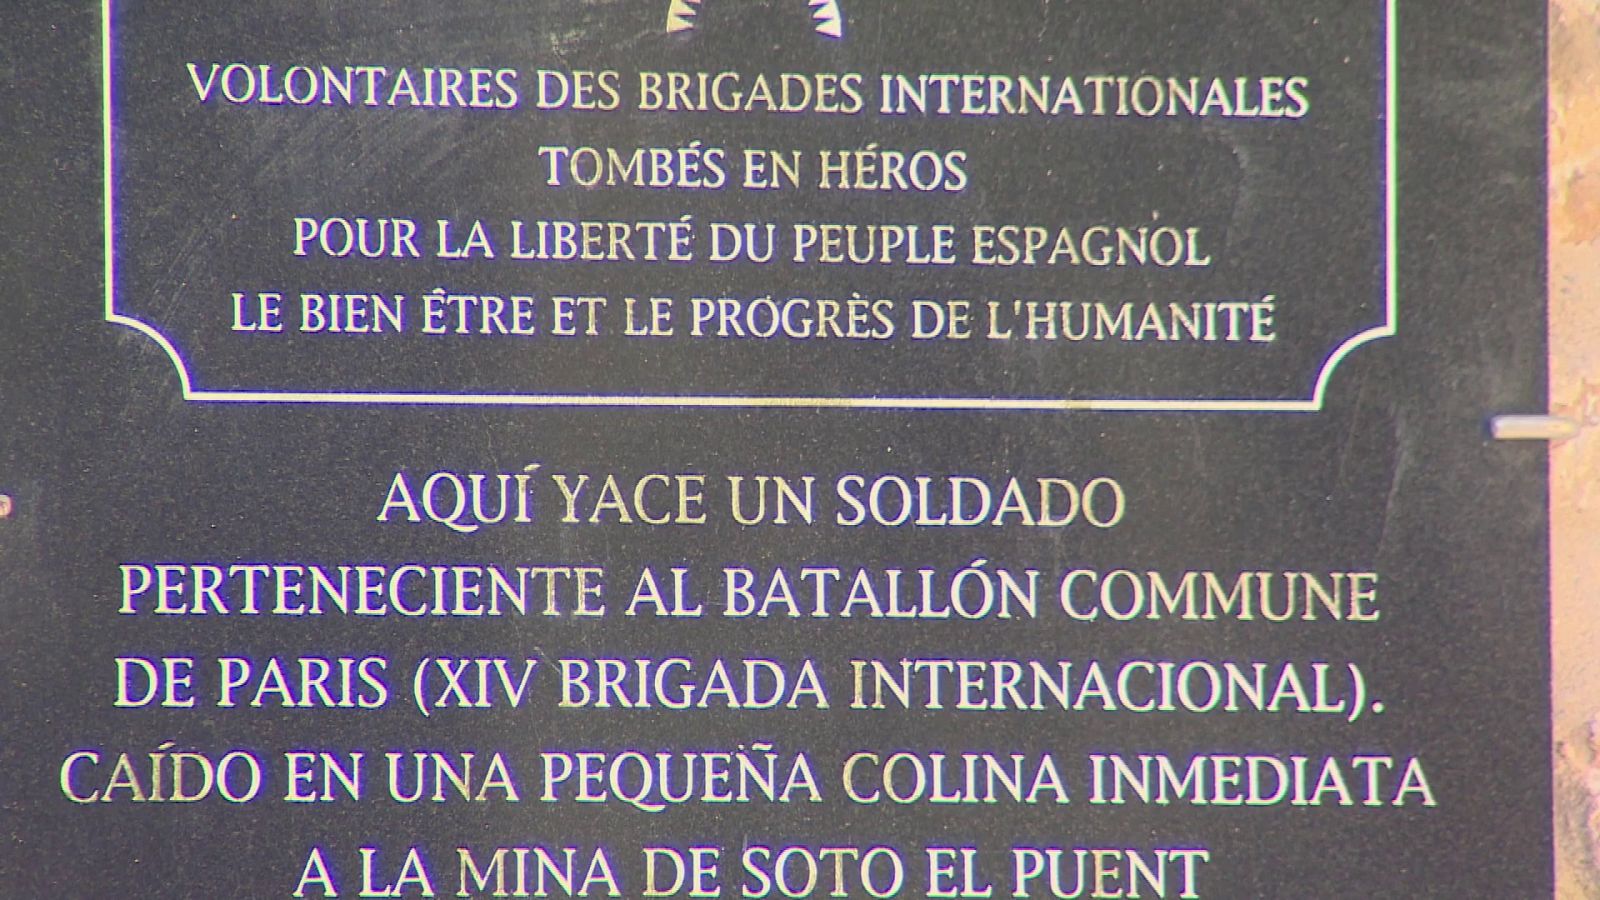 VOLONTAIRES DES BRIGADES INTERNATIONALES
TOMBÉS EN HÉROS
POUR LA LIBERTÉ DU PEUPLE ESPAGNOL
LE BIEN ÊTRE ET LE PROGRÈS DE L'HUMANITÉ
AQUÍ YACE UN SOLDADO
PERTENECIENTE AL BATALLÓN COMMUNE
DE PARIS (XIV BRIGADA INTERNACIONAL).
CAÍDO EN UNA PEQUEÑA COLINA INMEDIATA
A LA MINA DE SOTO EL PUENT